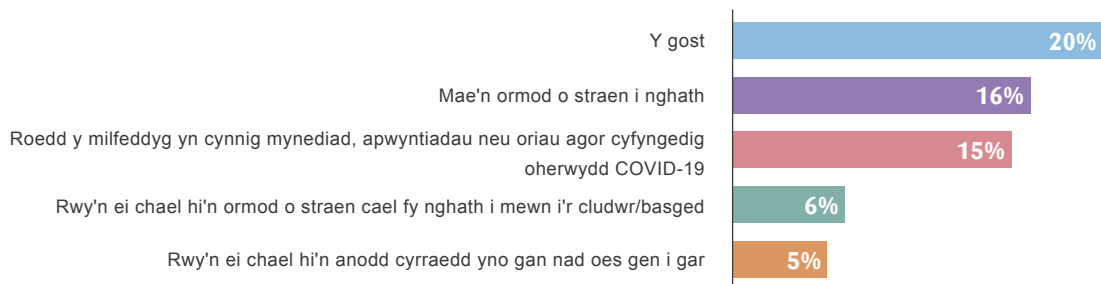 Y gost
20%
Mae'n ormod o straen i nghath
16%
Roedd y milfeddyg yn cynnig mynediad, apwyntiadau neu oriau agor cyfyngedig
oherwydd COVID-19
15%
Rwy'n ei chael hi'n ormod o straen cael fy nghath i mewn i'r cludwr/basged
6%
Rwy'n ei chael hi'n anodd cyrraedd yno gan nad oes gen i gar
5%